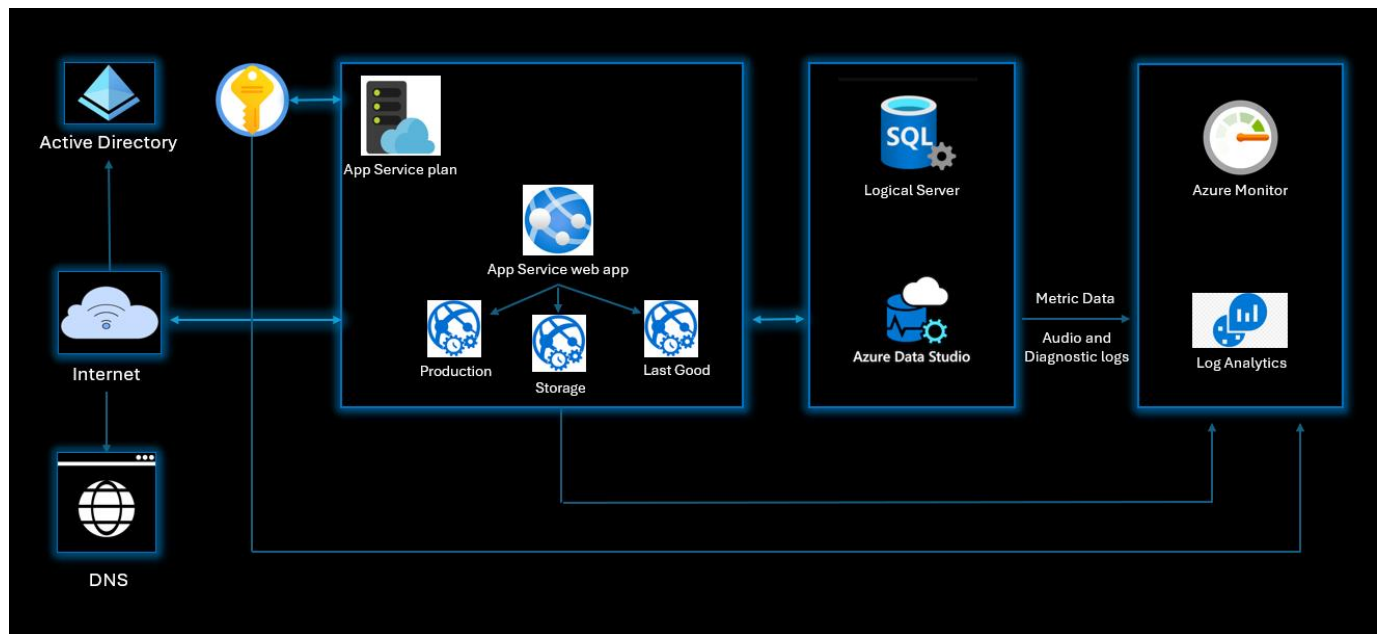 Active Directory
App Service plan
App Service web app
Production
Storage
Last Good
SQL
Logical Server
Azure Data Studio
Metric Data
Audio and
Diagnostic logs
Azure Monitor
Log Analytics
Internet
DNS